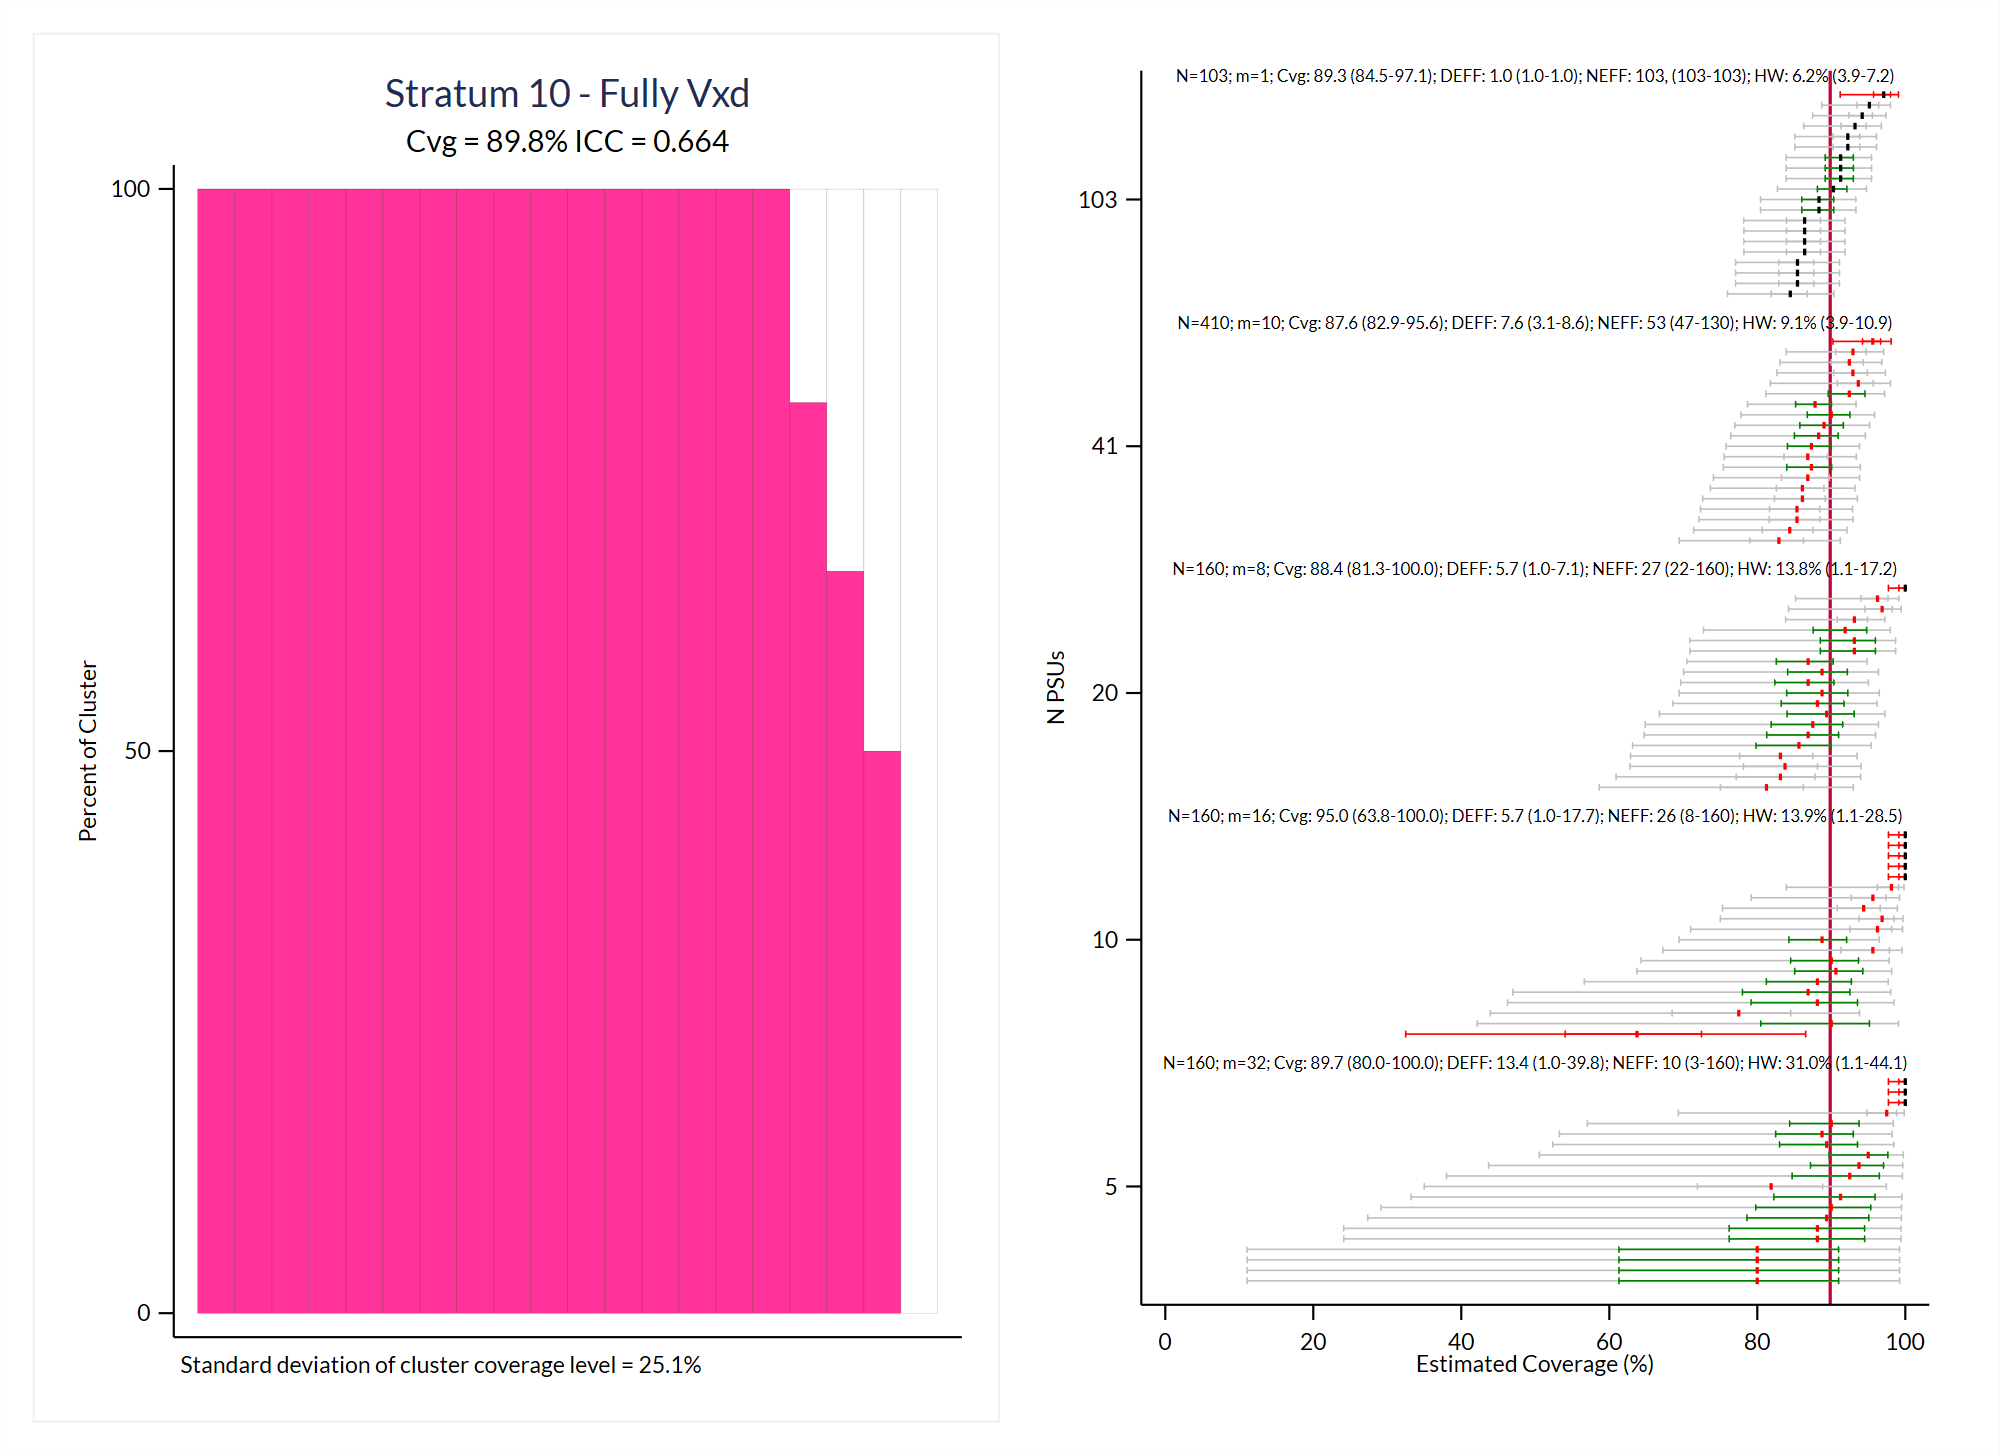 Stratum 10 - Fully Vxd
Cvg = 89.8% ICC = 0.664
Percent of Cluster
100
50
0
Standard deviation of cluster coverage level = 25.1%
N PSUs
N=103; m=1; Cvg: 89.3 (84.5-97.1); DEFF: 1.0 (1.0-1.0); NEFF: 103, (103-103); HW: 6.2% (3.9-7.2)
103
N=410; m=10; Cvg: 87.6 (82.9-95.6); DEFF: 7.6 (3.1-8.6); NEFF: 53 (47-130); HW: 9.1% (3.9-10.9)
41
N=160; m=8; Cvg: 88.4 (81.3-100.0); DEFF: 5.7 (1.0-7.1); NEFF: 27 (22-160); HW: 13.8% (1.1-17.2)
20
N=160; m=16; Cvg: 95.0 (63.8-100.0); DEFF: 5.7 (1.0-17.7); NEFF: 26 (8-160); HW: 13.9% (1.1-28.5)
10
N=160; m=32; Cvg: 89.7 (80.0-100.0); DEFF: 13.4 (1.0-39.8); NEFF: 10 (3-160); HW: 31.0% (1.1-44.1)
5
0 20 40 60 80 100
Estimated Coverage (%)